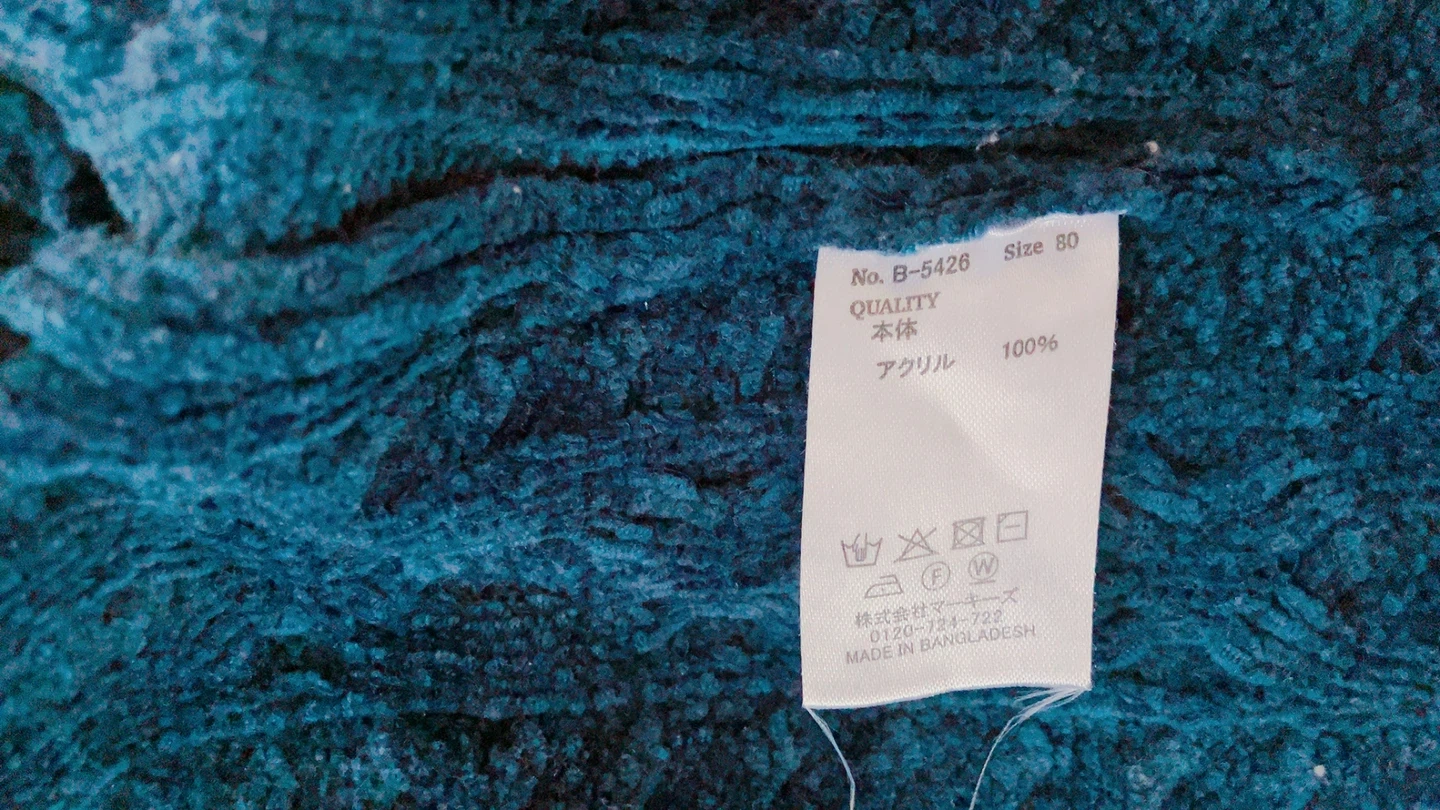 No. B-5426 Size 80
QUALITY
本体
アクリル 100%
F W
株式会社マーキーズ
0120-724-722
MADE IN BANGLADESH